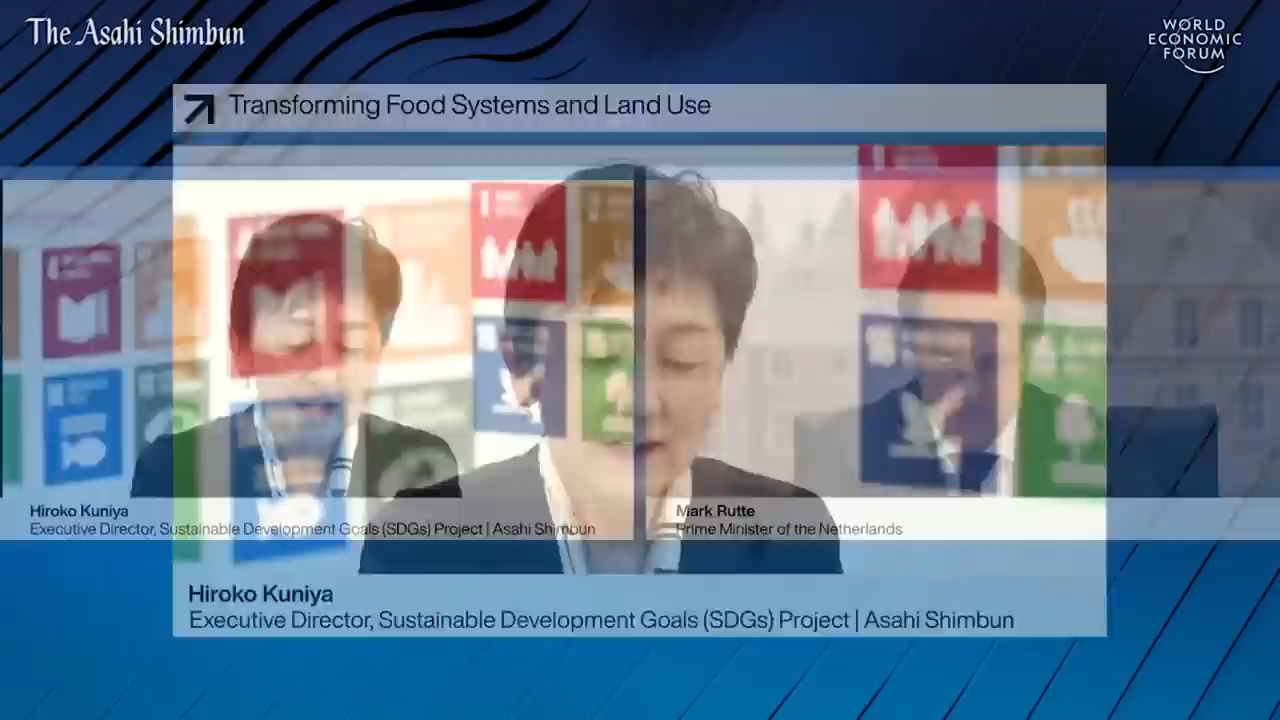 The Asahi Shimbun
WORLD
ECONOMIC
FORUM
Transforming Food Systems and Land Use
Hiroko Kuniya
Executive Director, Sustainable Development Goals (SDGs) Project | Asahi Shimbun
Mark Rutte
Prime Minister of the Netherlands
Hiroko Kuniya
Executive Director, Sustainable Development Goals (SDGs) Project | Asahi Shimbun